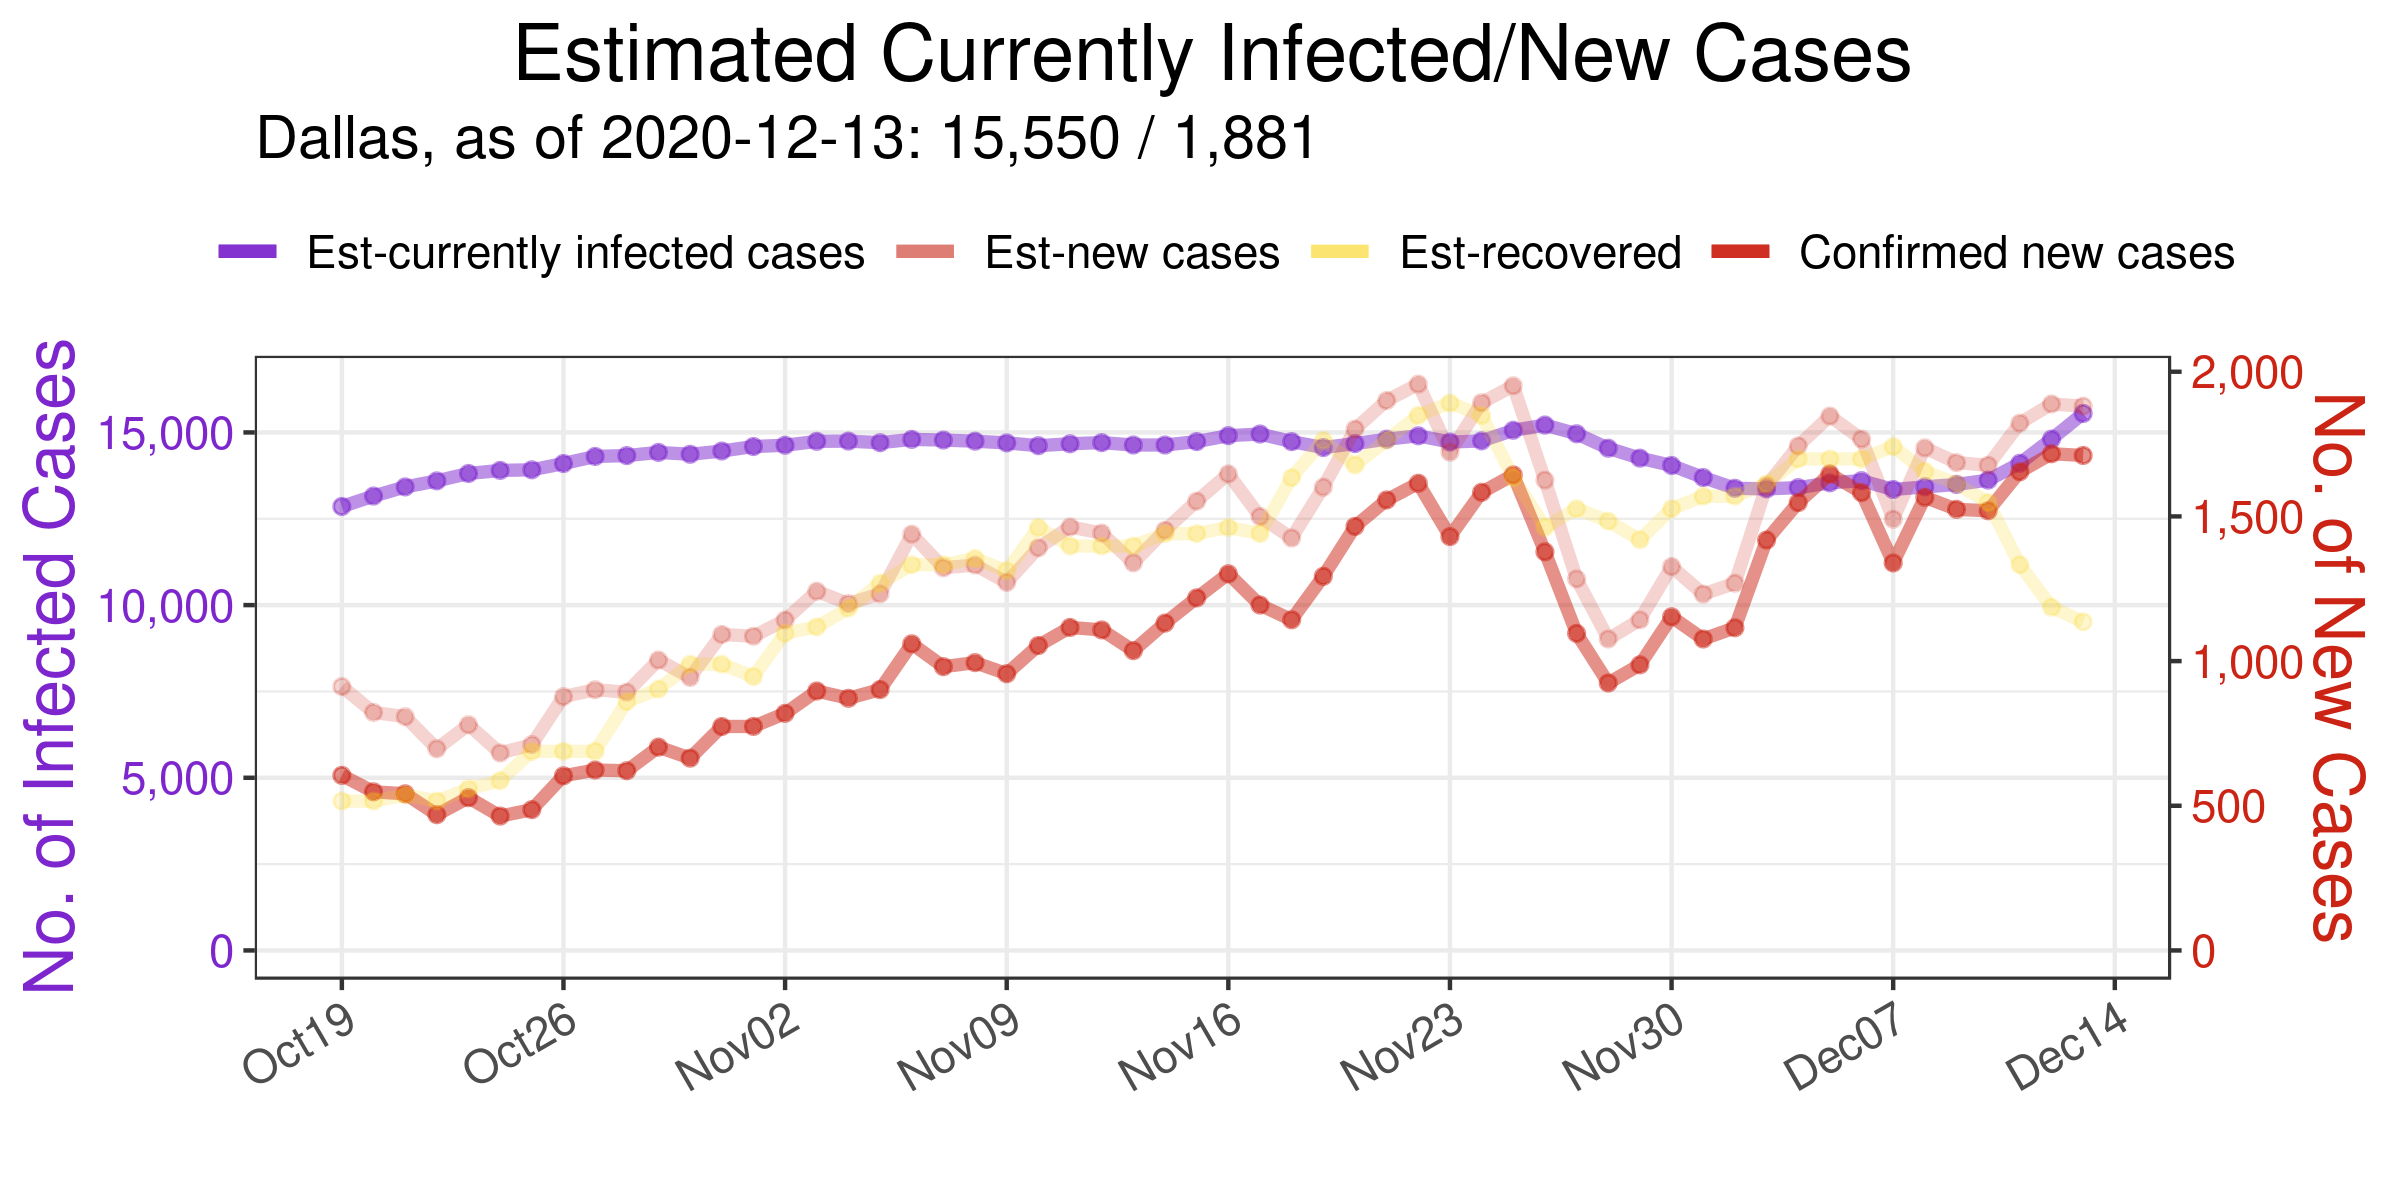 Estimated Currently Infected/New Cases
Dallas, as of 2020-12-13: 15,550 / 1,881
Est-currently infected cases Est-new cases Est-recovered Confirmed new cases
No. of Infected Cases
15,000
10,000
5,000
0
2,000
1,500
1,000
500
0
No. of New Cases
Oct19 Oct26 Nov02 Nov09 Nov16 Nov23 Nov30 Dec07 Dec14